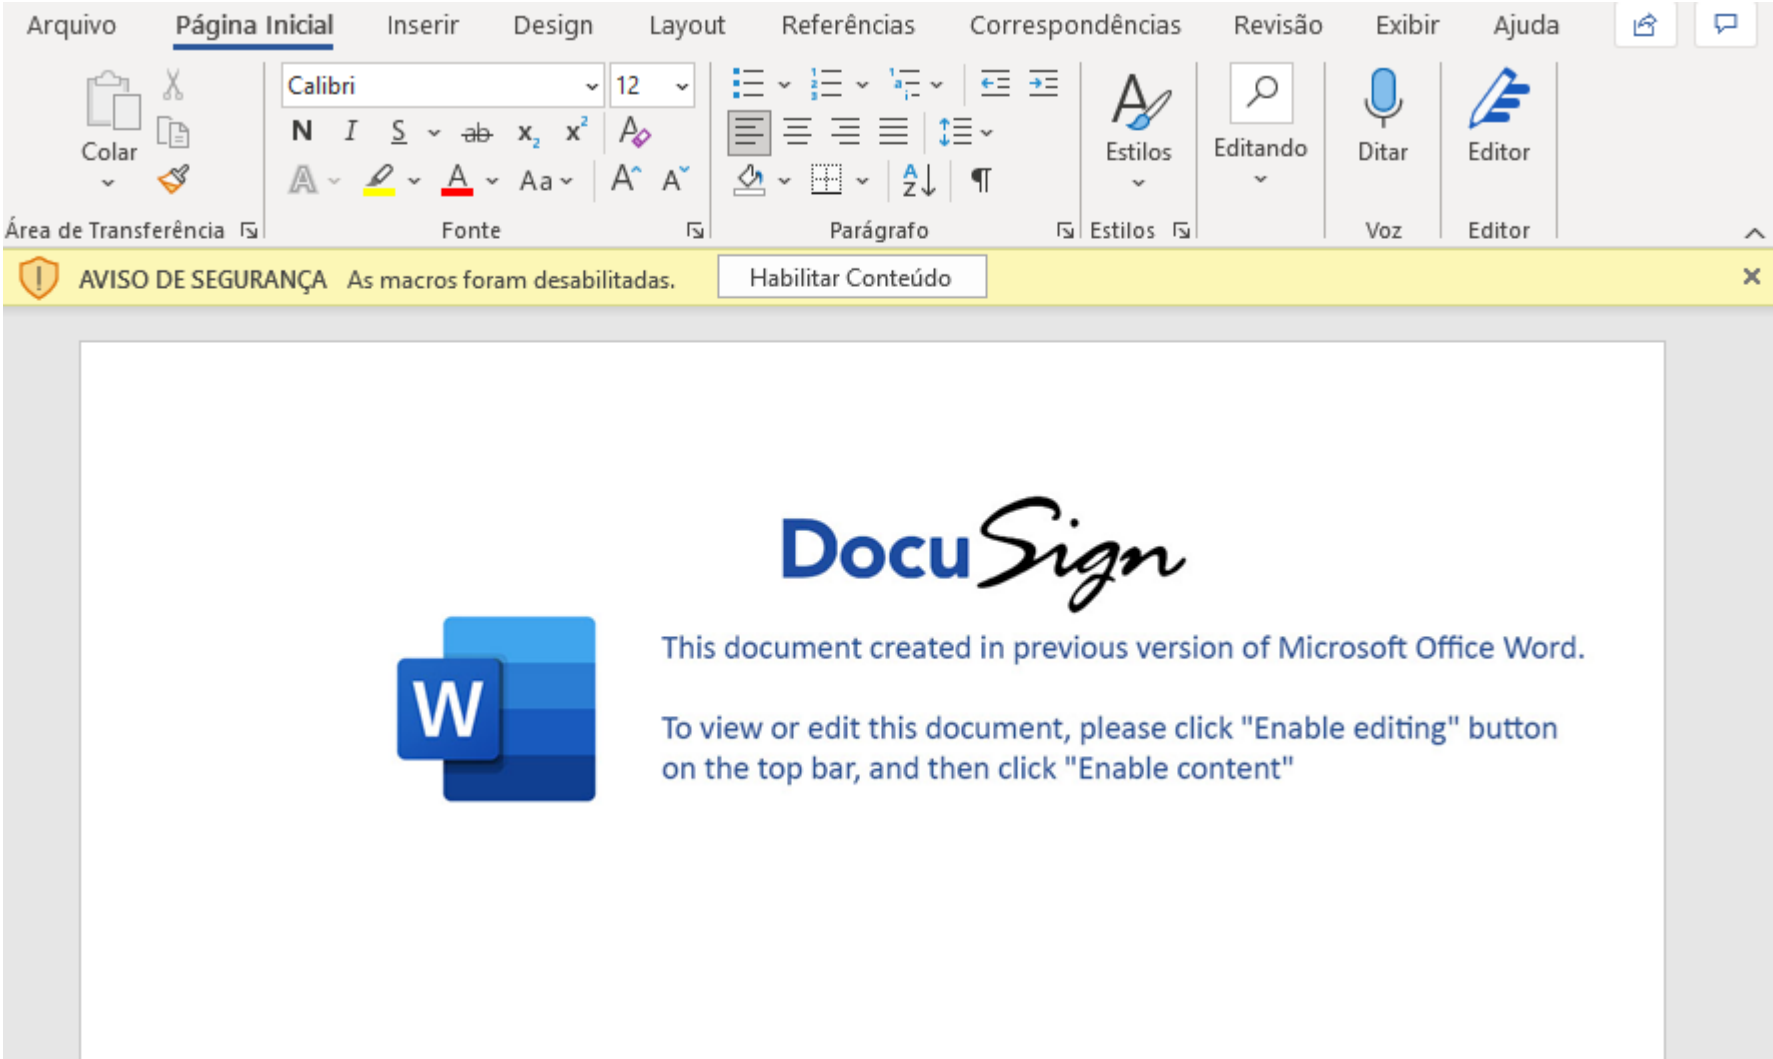 Arquivo Página Inicial Inserir Design Layout Referências Correspondências Revisão Exibir Ajuda
Calibri 12
N I S ab x₂ x² A
Colar Estilos Editando Ditar Editor
A A Aa A A A Z ¶
Área de Transferência Fonte Parágrafo Estilos Voz Editor
AVISO DE SEGURANÇA As macros foram desabilitadas. Habilitar Conteúdo
DocuSign
W
This document created in previous version of Microsoft Office Word.
To view or edit this document, please click "Enable editing" button
on the top bar, and then click "Enable content"